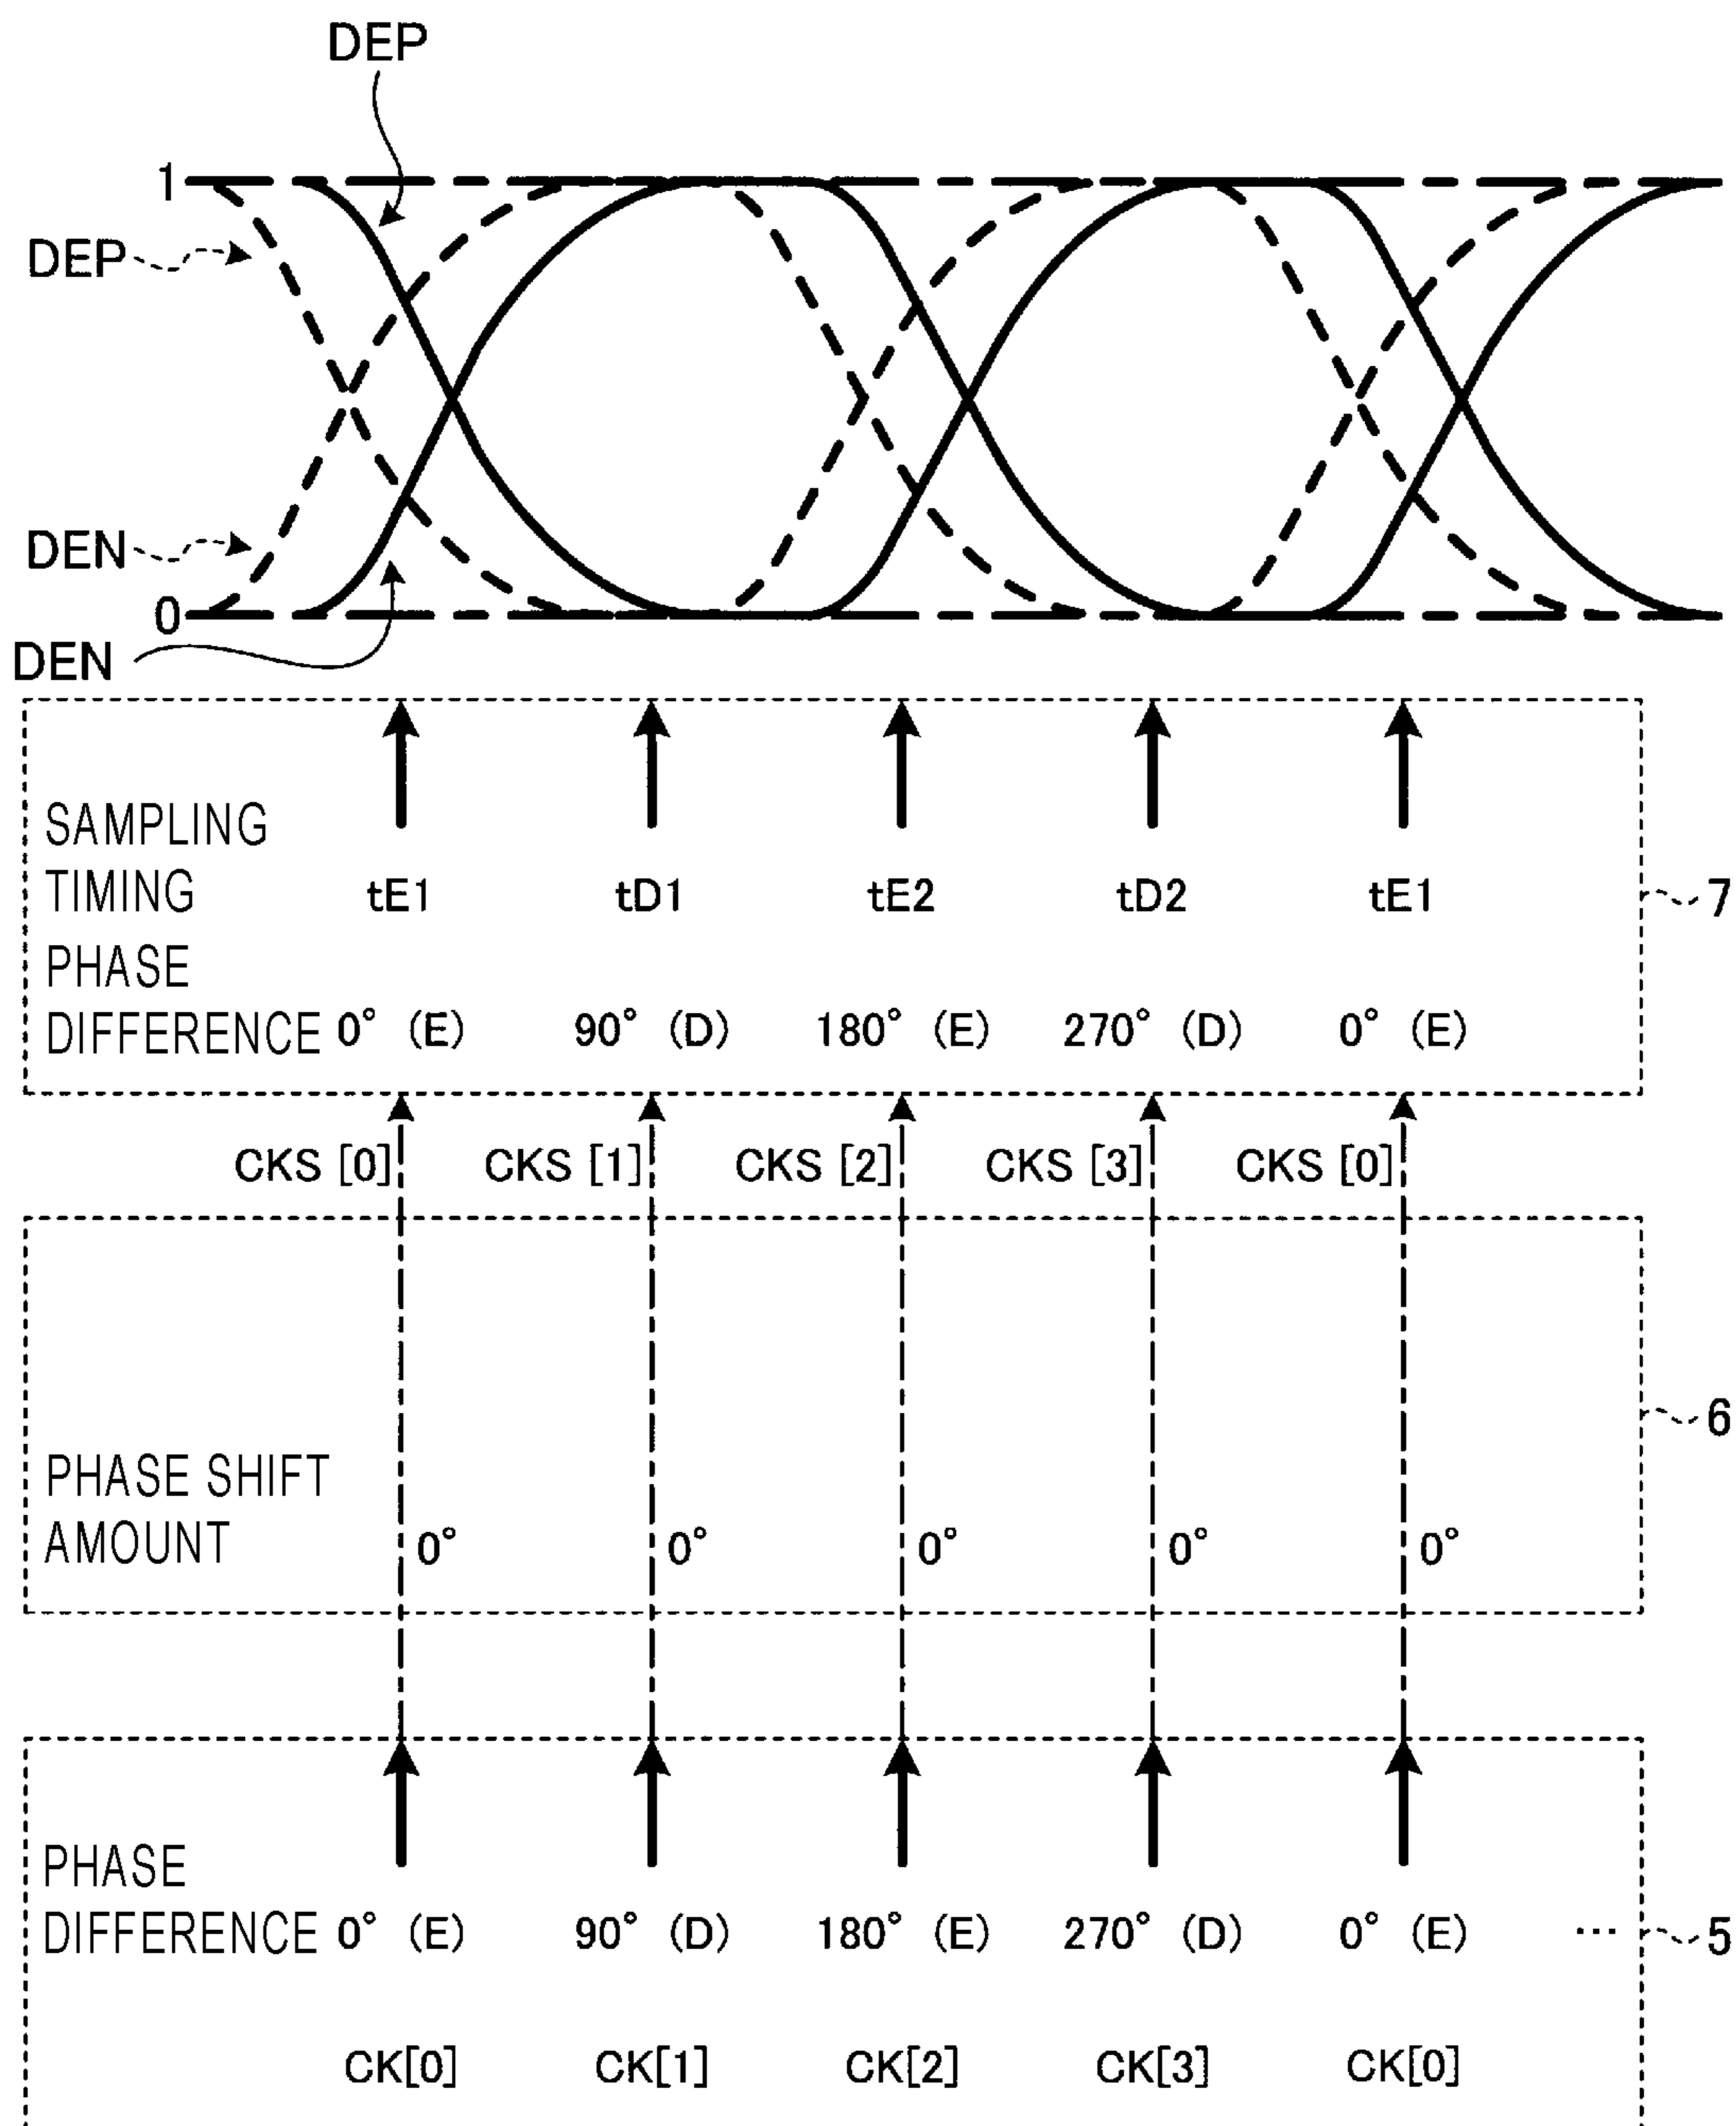 DEP
1
DEP
DEN
0
DEN
SAMPLING
TIMING tE1 tD1 tE2 tD2 tE1 7
PHASE
DIFFERENCE 0° (E) 90° (D) 180° (E) 270° (D) 0° (E)
CKS [0] CKS [1] CKS [2] CKS [3] CKS [0]
6
PHASE SHIFT
AMOUNT 0° 0° 0° 0° 0°
PHASE
DIFFERENCE 0° (E) 90° (D) 180° (E) 270° (D) 0° (E) ... 5
CK[0] CK[1] CK[2] CK[3] CK[0]